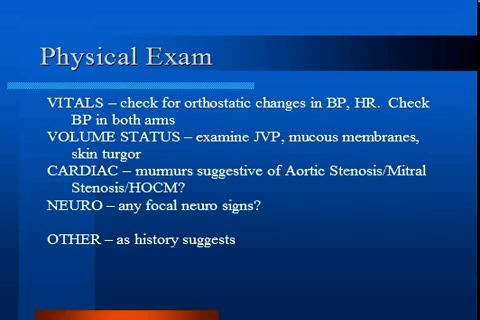 Physical Exam
VITALS – check for orthostatic changes in BP, HR. Check
BP in both arms
VOLUME STATUS – examine JVP, mucous membranes,
skin turgor
CARDIAC – murmurs suggestive of Aortic Stenosis/Mitral
Stenosis/HOCM?
NEURO – any focal neuro signs?
OTHER – as history suggests